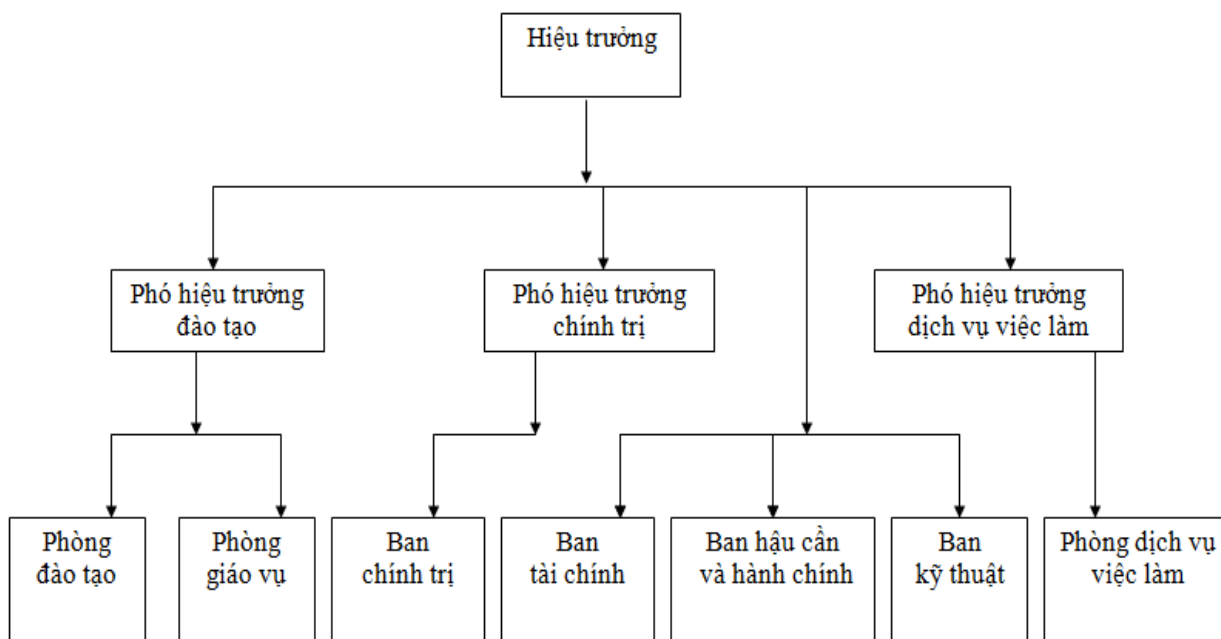 Hiệu trưởng
Phó hiệu trưởng
đào tạo
Phó hiệu trưởng
chính trị
Phó hiệu trưởng
dịch vụ việc làm
Phòng
đào tạo
Phòng
giáo vụ
Ban
chính trị
Ban
tài chính
Ban hậu cần
và hành chính
Ban
kỹ thuật
Phòng dịch vụ
việc làm